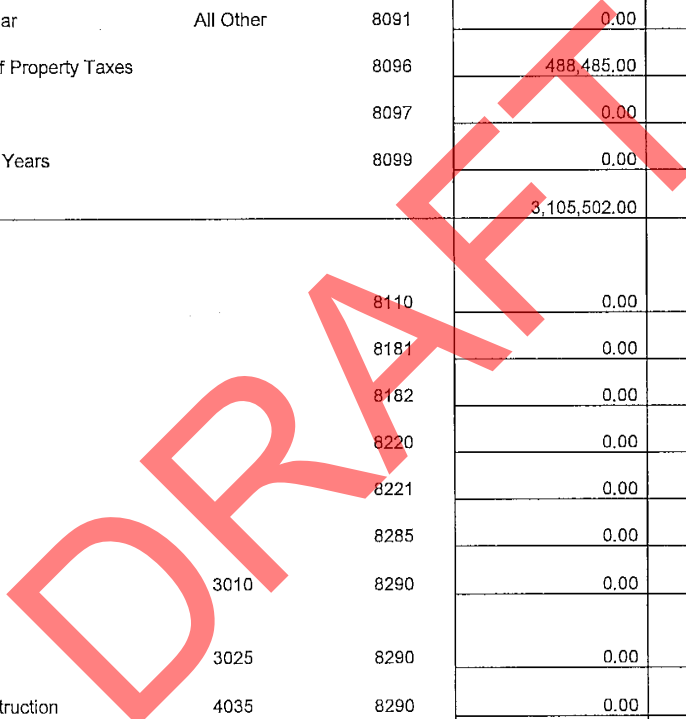 ar All Other 8091 0.00
f Property Taxes 8096 488,485.00
8097 0.00
Years 8099 0.00
3,105,502.00
8110 0.00
8181 0.00
8182 0.00
8220 0.00
8221 0.00
8285 0.00
3010 8290 0.00
3025 8290 0.00
truction 4035 8290 0.00
DRAFT